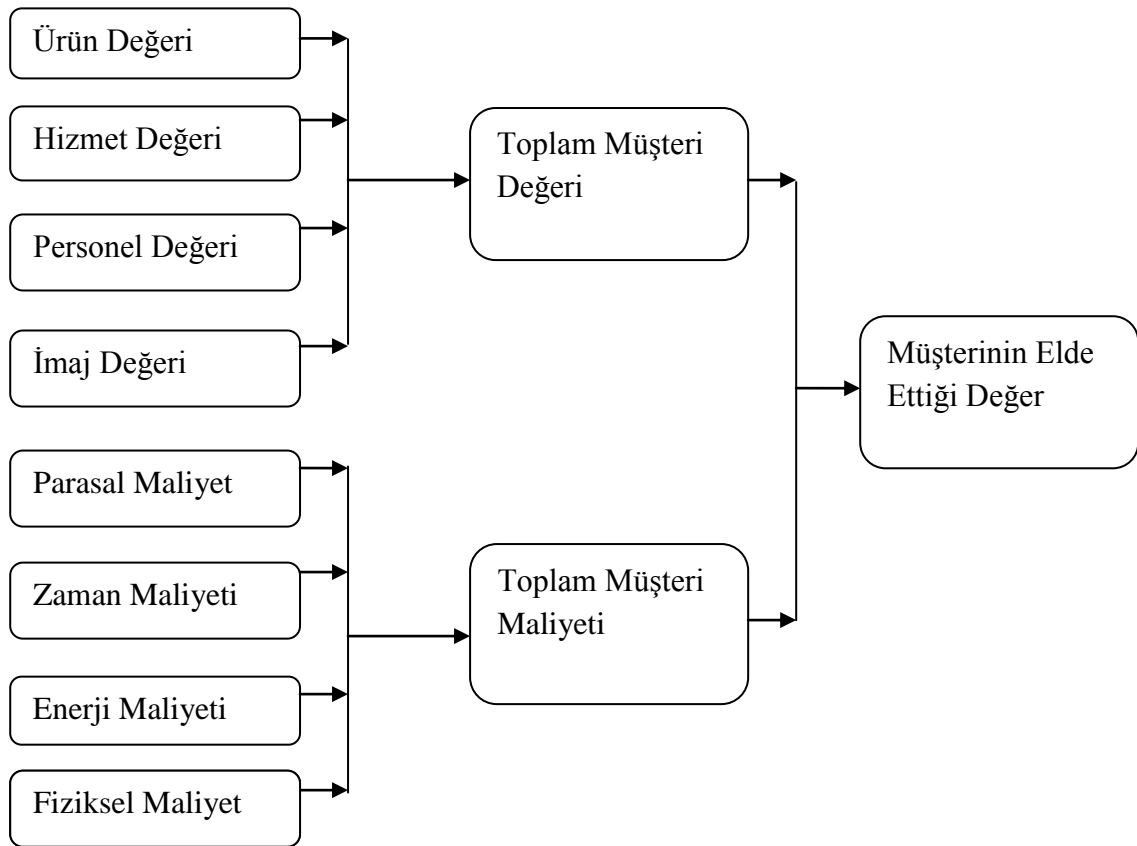 Ürün Değeri
Hizmet Değeri
Personel Değeri
İmaj Değeri
Parasal Maliyet
Zaman Maliyeti
Enerji Maliyeti
Fiziksel Maliyet
Toplam Müşteri
Değeri
Toplam Müşteri
Maliyeti
Müşterinin Elde
Ettiği Değer